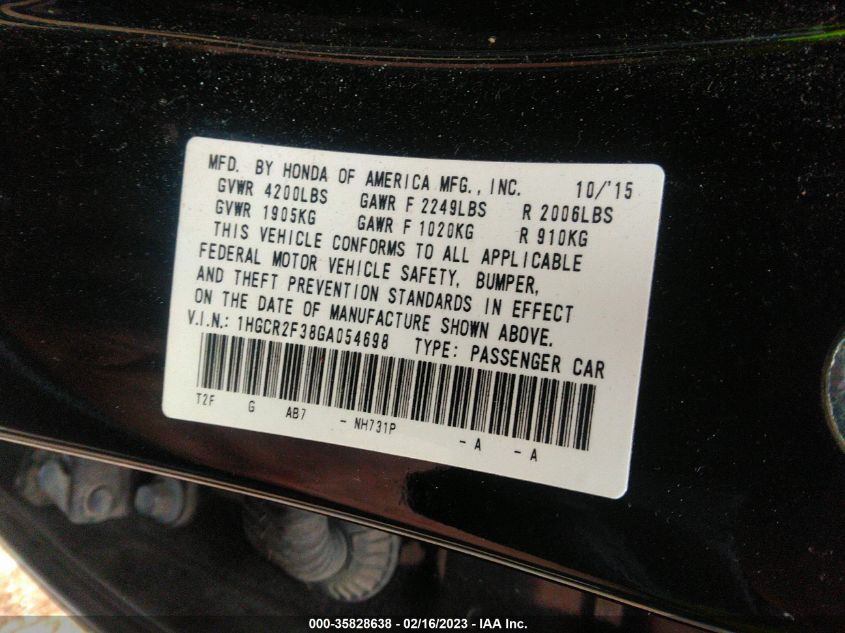 MFD. BY HONDA OF AMERICA MFG., INC. 10/'15
GVWR 4200LBS GAWR F 2249LBS R 2006LBS
GVWR 1905KG GAWR F 1020KG R 910KG
THIS VEHICLE CONFORMS TO ALL APPLICABLE
FEDERAL MOTOR VEHICLE SAFETY, BUMPER,
AND THEFT PREVENTION STANDARDS IN EFFECT
ON THE DATE OF MANUFACTURE SHOWN ABOVE.
V.I.N.: 1HGCR2F38GA054698 TYPE: PASSENGER CAR
T2F G AB7 - NH731P - A - A
000-35828638 - 02/16/2023 - IAA Inc.